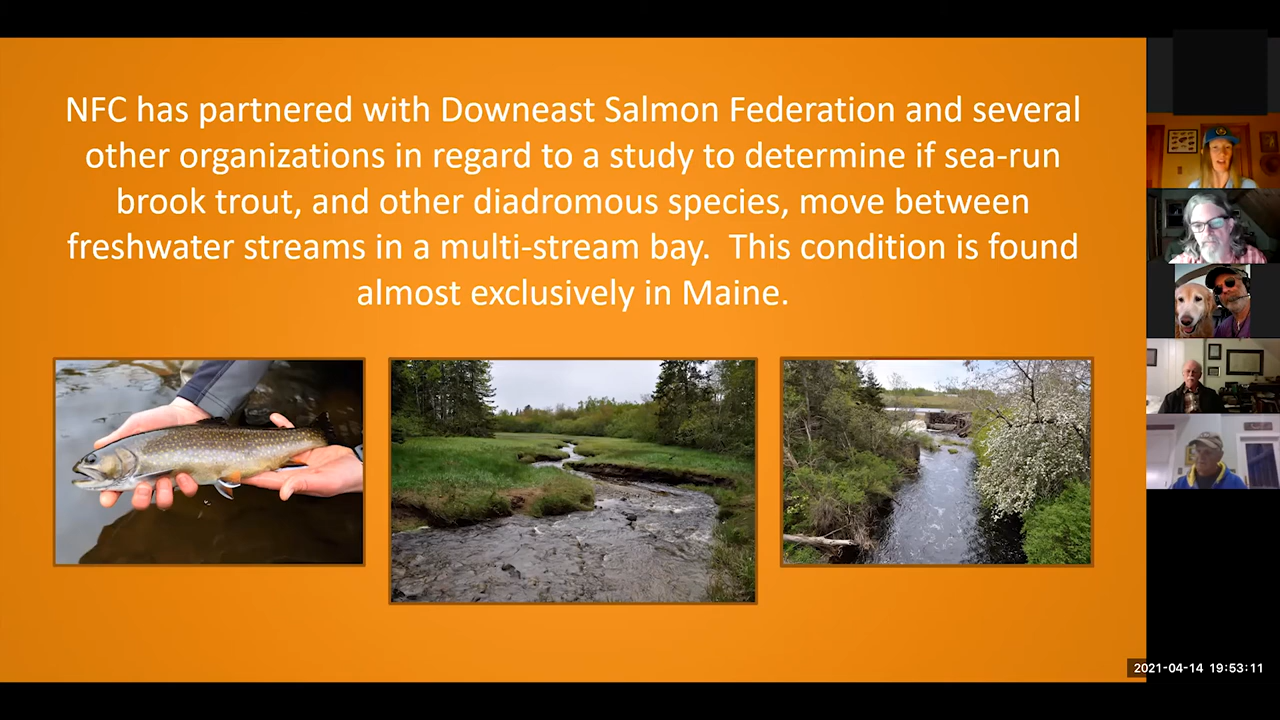 NFC has partnered with Downeast Salmon Federation and several
other organizations in regard to a study to determine if sea-run
brook trout, and other diadromous species, move between
freshwater streams in a multi-stream bay.  This condition is found
almost exclusively in Maine.
2021-04-14 19:53:11